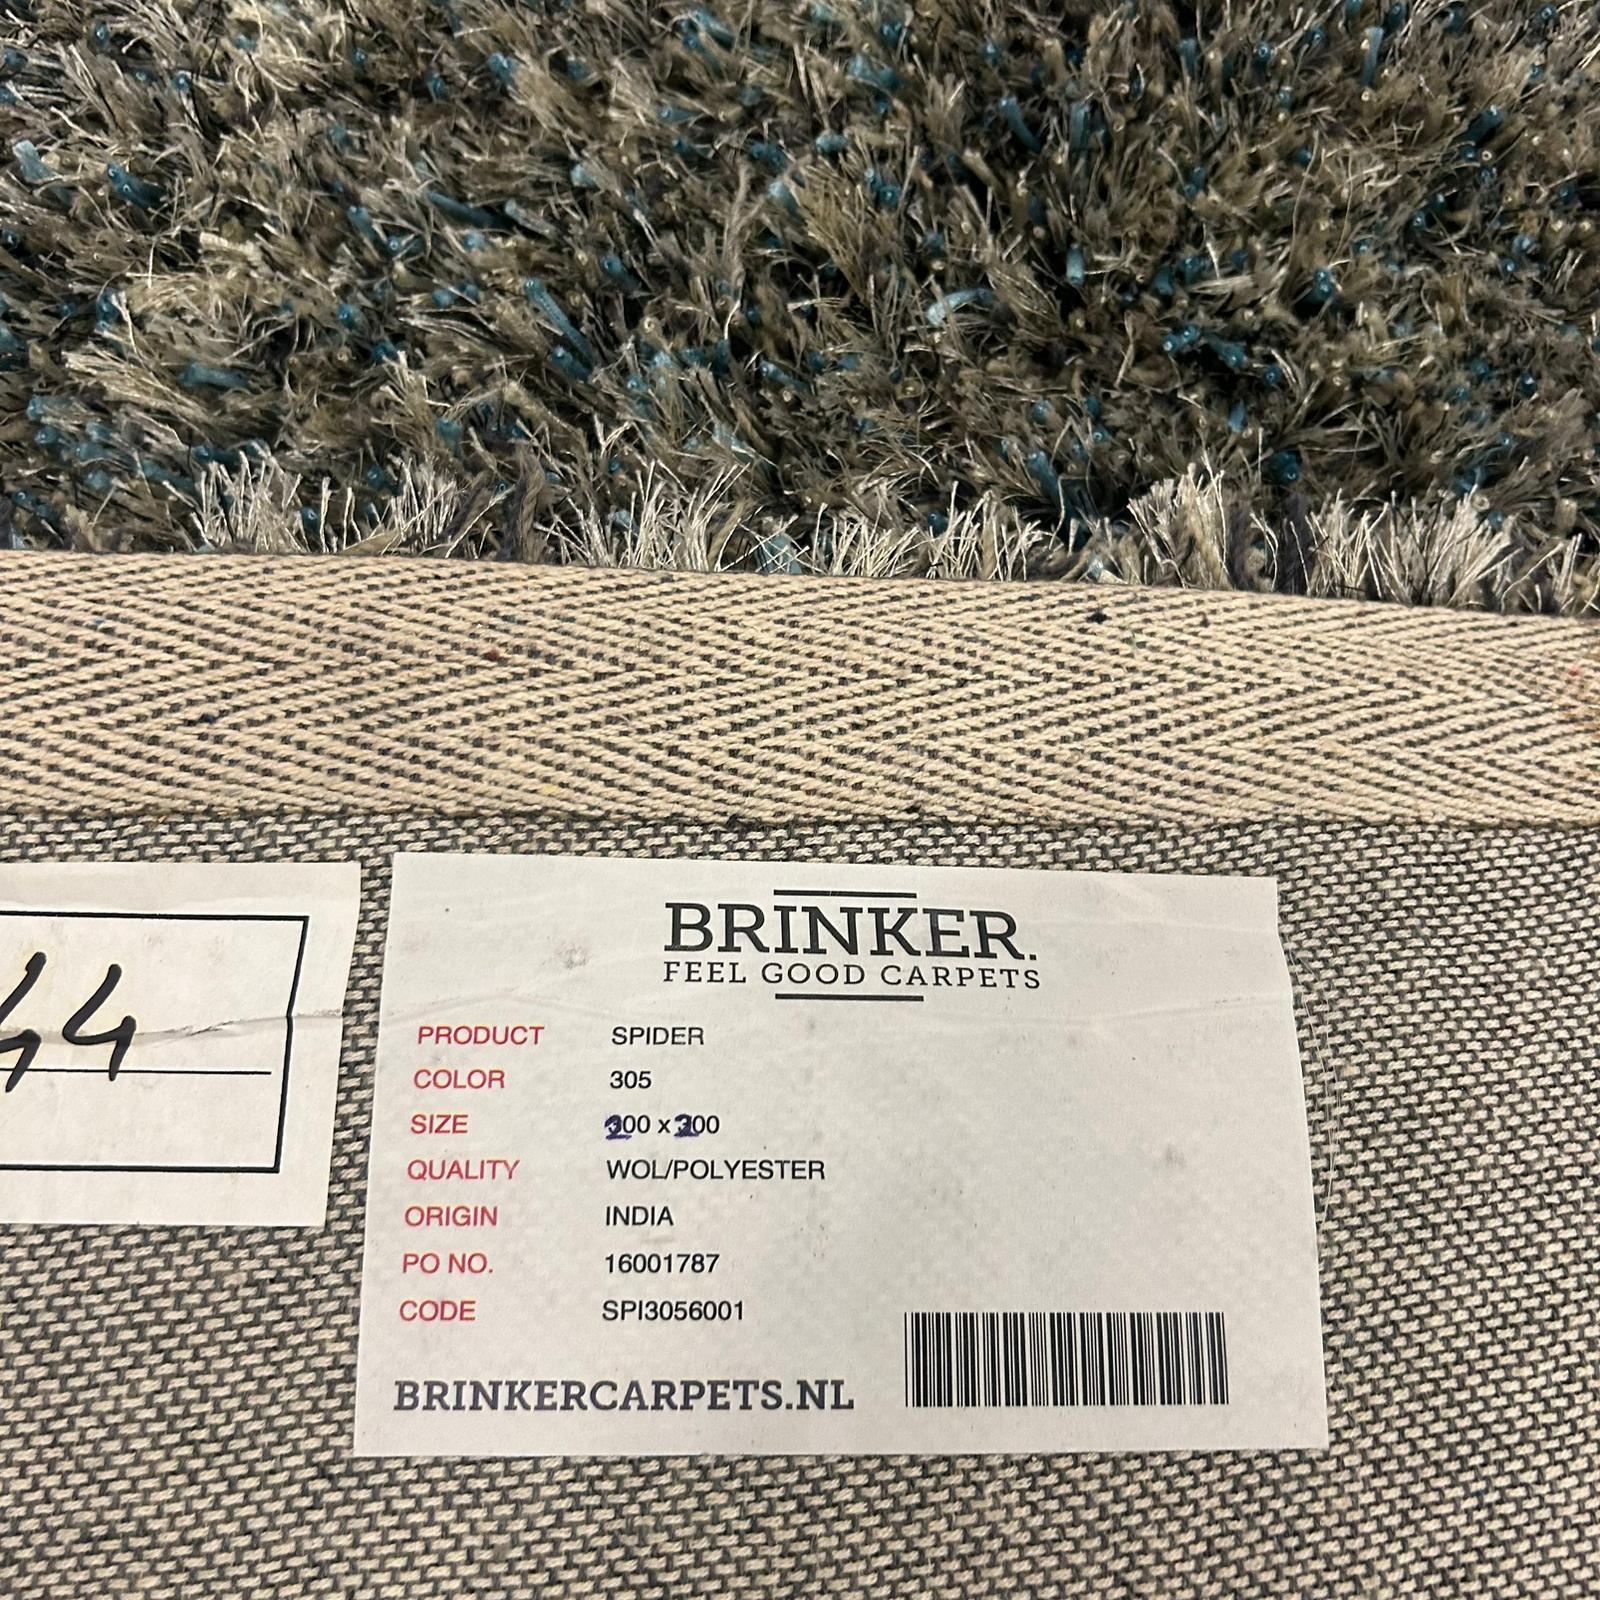 44
BRINKER.
FEEL GOOD CARPETS
PRODUCT SPIDER
COLOR 305
SIZE 200 x 200
QUALITY WOL/POLYESTER
ORIGIN INDIA
PO NO. 16001787
CODE SPI3056001
BRINKERCARPETS.NL